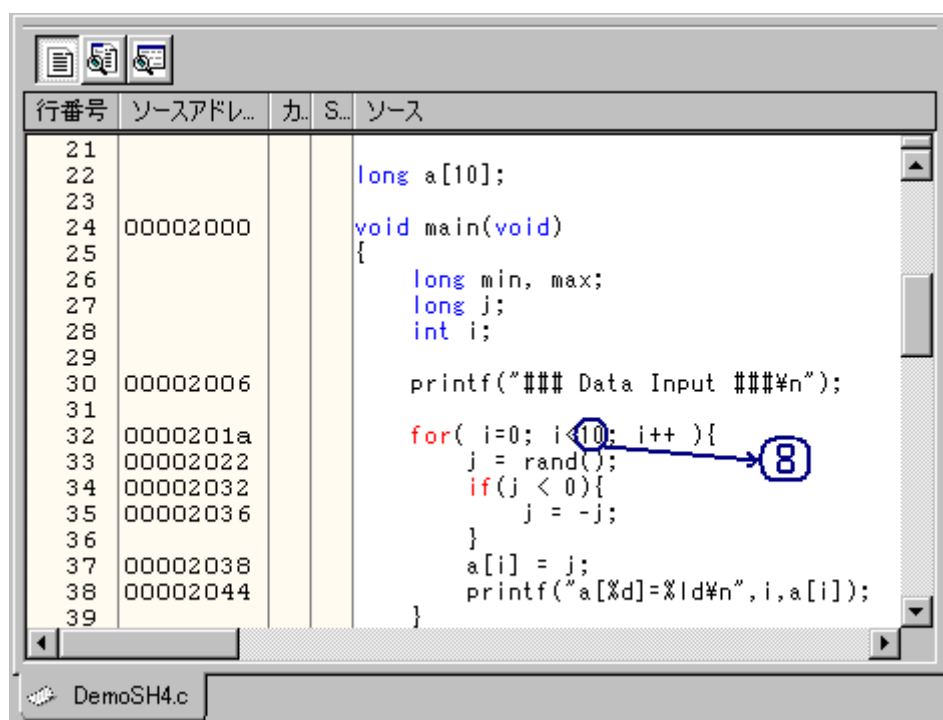 行番号 ソースアドレ... カ.. S... ソース
21
22 long a[10];
23
24 00002000 void main(void)
25 {
26 long min, max;
27 long j;
28 int i;
29
30 00002006 printf("### Data Input ###¥n");
31
32 0000201a for( i=0; i<10; i++ ){
8
33 00002022 j = rand();
34 00002032 if(j < 0){
35 00002036 j = -j;
36 }
37 00002038 a[i] = j;
38 00002044 printf("a[%d]=%ld¥n",i,a[i]);
39 }
DemoSH4.c